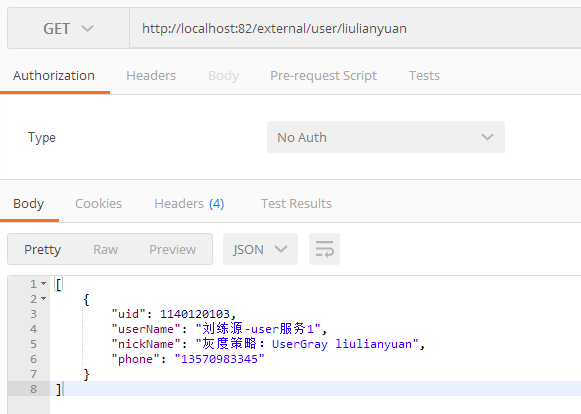 GET http://localhost:82/external/user/liulianyuan
Authorization Headers Body Pre-request Script Tests
Type No Auth
Body Cookies Headers (4) Test Results
Pretty Raw Preview JSON
1 [
2 {
3 "uid": 1140120103,
4 "userName": "刘练源-user服务1",
5 "nickName": "灰度策略：UserGray liulianyuan",
6 "phone": "13570983345"
7 }
8 ]